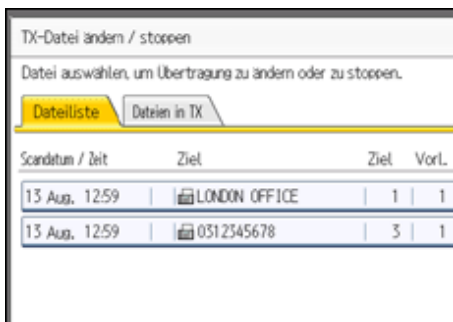 TX-Datei ändern / stoppen
Datei auswählen, um Übertragung zu ändern oder zu stoppen.
Dateiliste Dateien in TX
Scandatum / Zeit Ziel Ziel Vorl.
13 Aug. 12:59 LONDON OFFICE 1 1
13 Aug. 12:59 0312345678 3 1